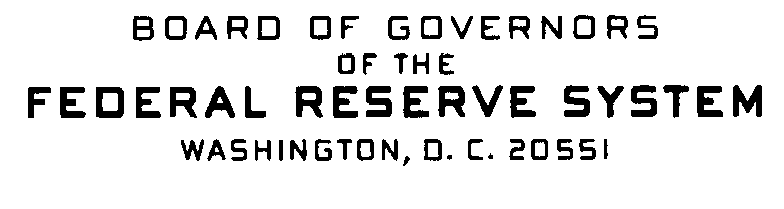 BOARD OF GOVERNORS
OF THE
FEDERAL RESERVE SYSTEM
WASHINGTON, D. C. 20551